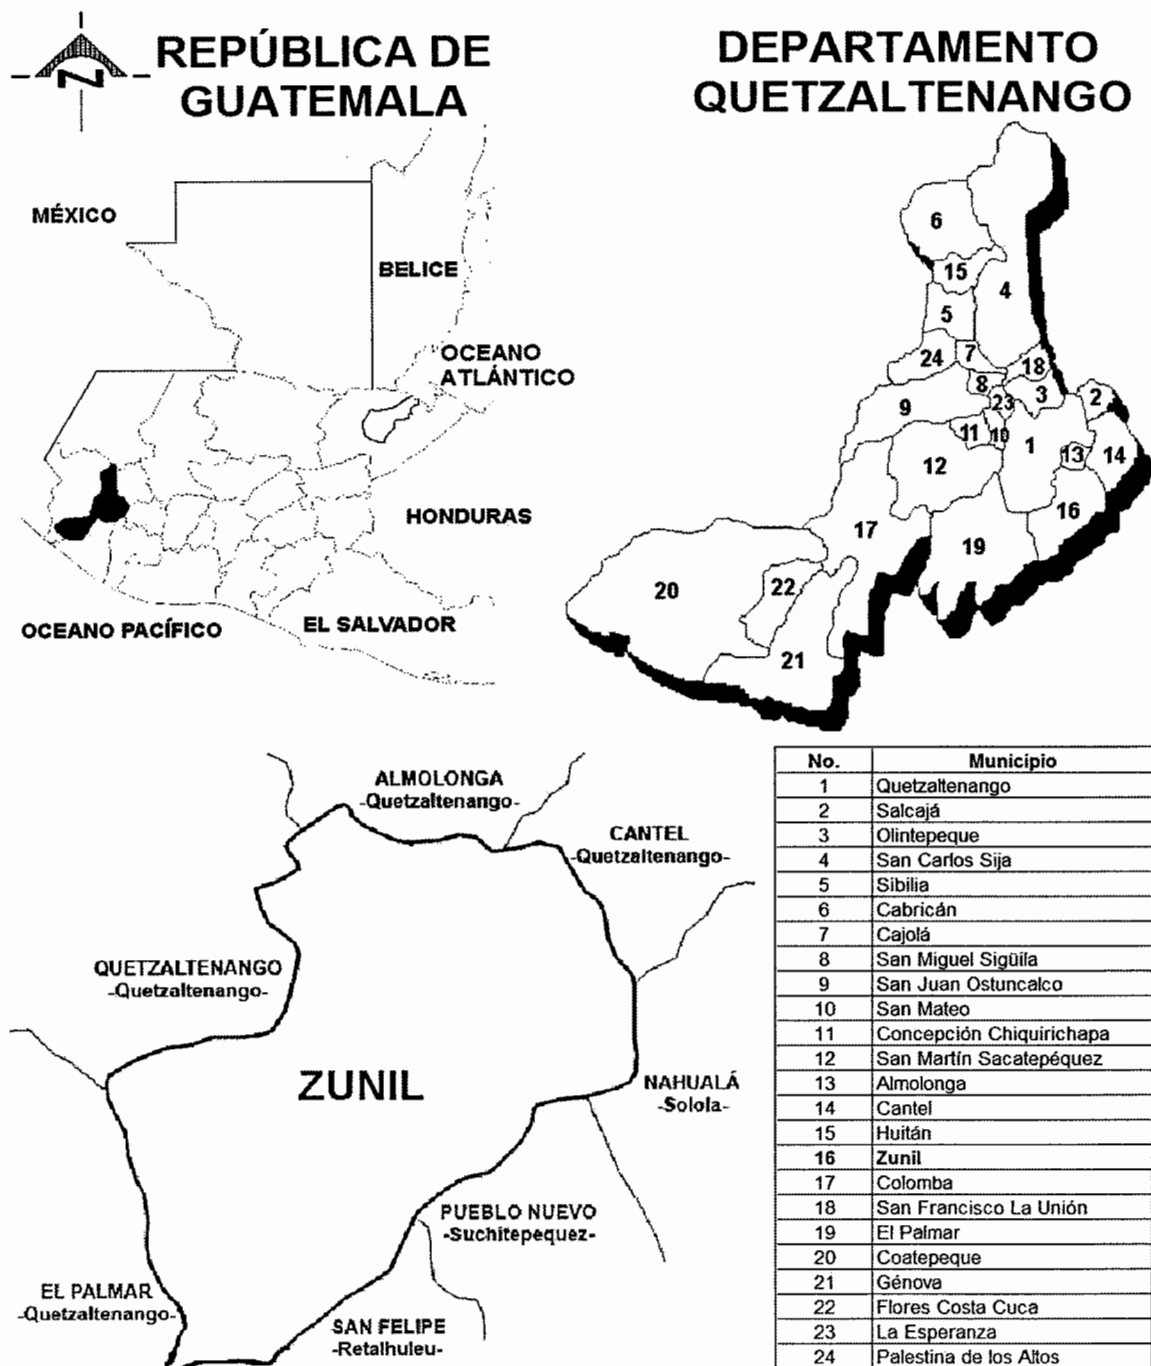 N
REPÚBLICA DE
GUATEMALA
MÉXICO
BELICE
OCEANO
ATLÁNTICO
HONDURAS
OCEANO PACÍFICO
EL SALVADOR
DEPARTAMENTO
QUETZALTENANGO
6
15
4
5
24
7
18
8
23
3
2
9
11
10
1
13
14
12
16
17
19
20
22
21
ALMOLONGA
-Quetzaltenango-
CANTEL
-Quetzaltenango-
QUETZALTENANGO
-Quetzaltenango-
ZUNIL
NAHUALÁ
-Solola-
PUEBLO NUEVO
-Suchitepequez-
EL PALMAR
-Quetzaltenango-
SAN FELIPE
-Retalhuleu-
No. Municipio
1 Quetzaltenango
2 Salcajá
3 Olintepeque
4 San Carlos Sija
5 Sibilia
6 Cabricán
7 Cajolá
8 San Miguel Sigüila
9 San Juan Ostuncalco
10 San Mateo
11 Concepción Chiquirichapa
12 San Martín Sacatepéquez
13 Almolonga
14 Cantel
15 Huitán
16 Zunil
17 Colomba
18 San Francisco La Unión
19 El Palmar
20 Coatepeque
21 Génova
22 Flores Costa Cuca
23 La Esperanza
24 Palestina de los Altos